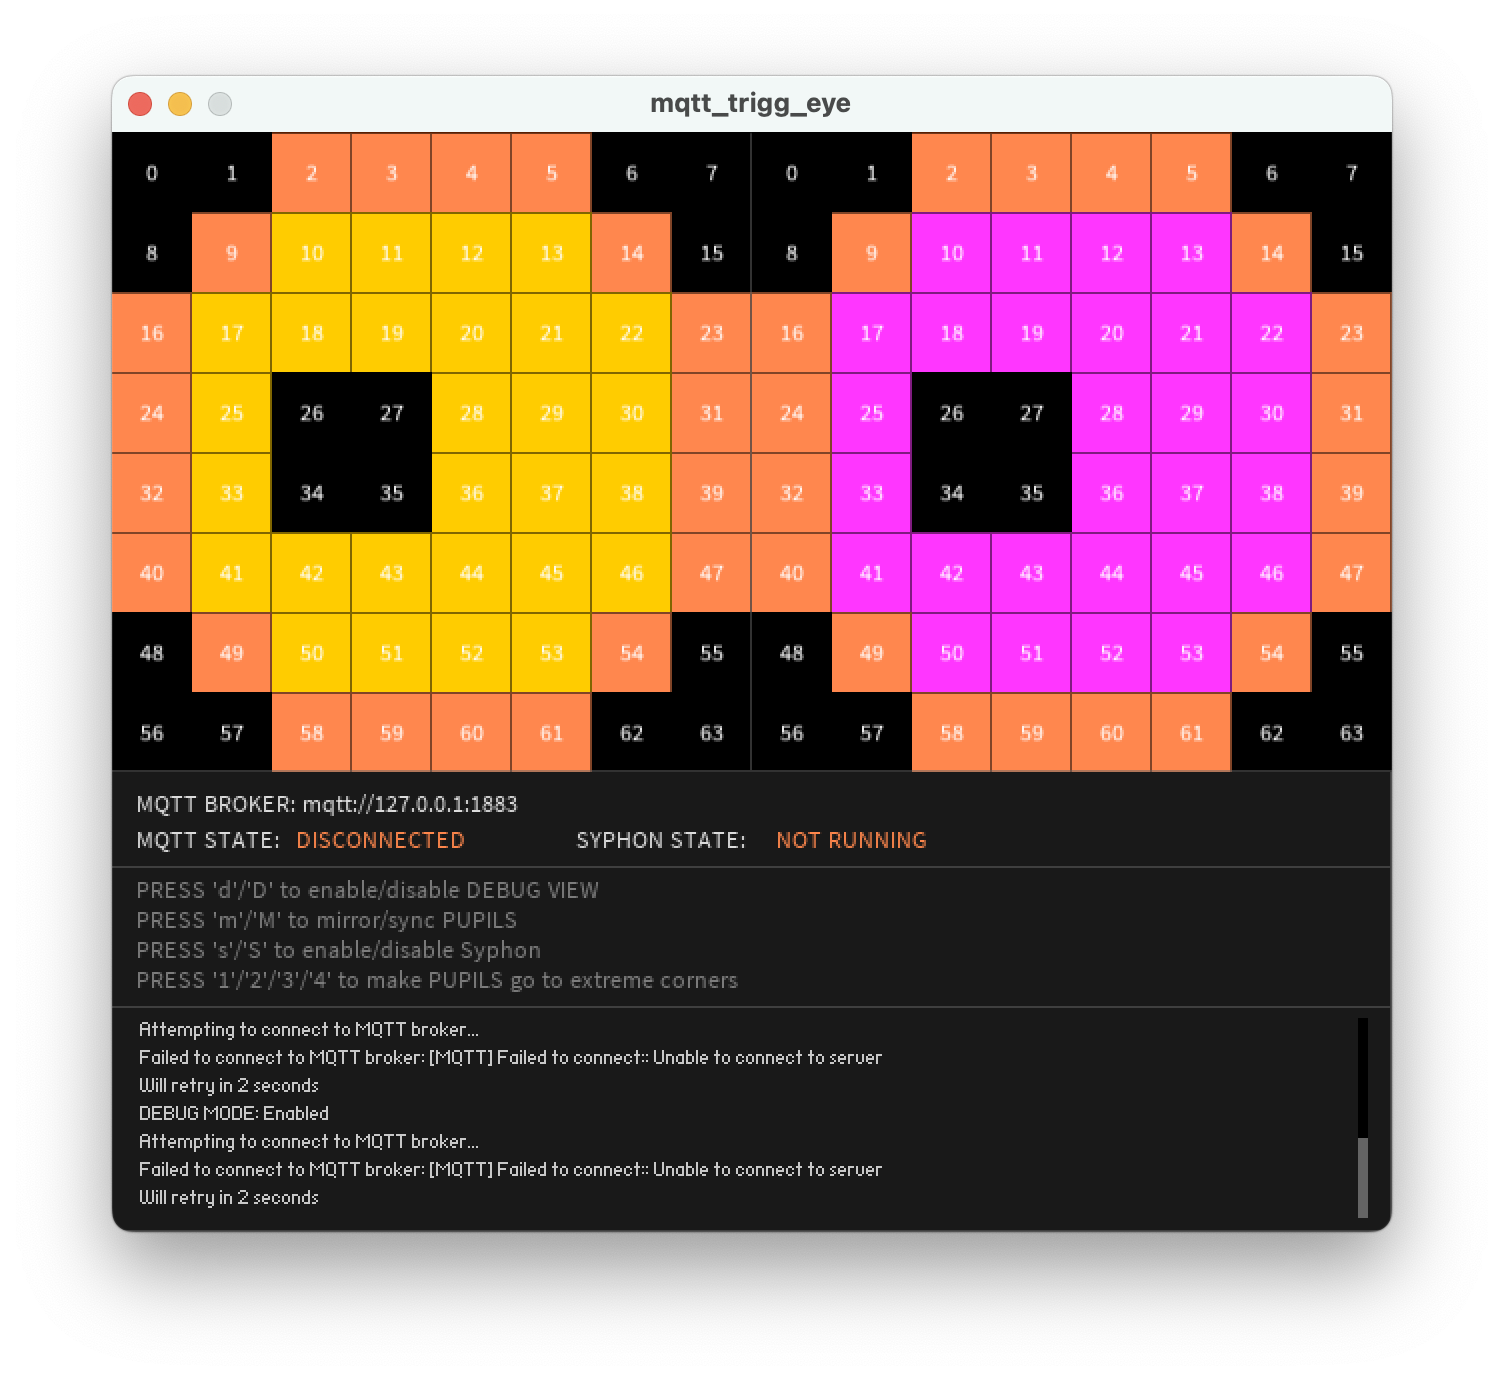 mqtt_trigg_eye
0 1 2 3 4 5 6 7 0 1 2 3 4 5 6 7
8 9 10 11 12 13 14 15 8 9 10 11 12 13 14 15
16 17 18 19 20 21 22 23 16 17 18 19 20 21 22 23
24 25 26 27 28 29 30 31 24 25 26 27 28 29 30 31
32 33 34 35 36 37 38 39 32 33 34 35 36 37 38 39
40 41 42 43 44 45 46 47 40 41 42 43 44 45 46 47
48 49 50 51 52 53 54 55 48 49 50 51 52 53 54 55
56 57 58 59 60 61 62 63 56 57 58 59 60 61 62 63
MQTT BROKER: mqtt://127.0.0.1:1883
MQTT STATE: DISCONNECTED SYPHON STATE: NOT RUNNING
PRESS 'd'/'D' to enable/disable DEBUG VIEW
PRESS 'm'/'M' to mirror/sync PUPILS
PRESS 's'/'S' to enable/disable Syphon
PRESS '1'/'2'/'3'/'4' to make PUPILS go to extreme corners
Attempting to connect to MQTT broker...
Failed to connect to MQTT broker: [MQTT] Failed to connect:: Unable to connect to server
Will retry in 2 seconds
DEBUG MODE: Enabled
Attempting to connect to MQTT broker...
Failed to connect to MQTT broker: [MQTT] Failed to connect:: Unable to connect to server
Will retry in 2 seconds